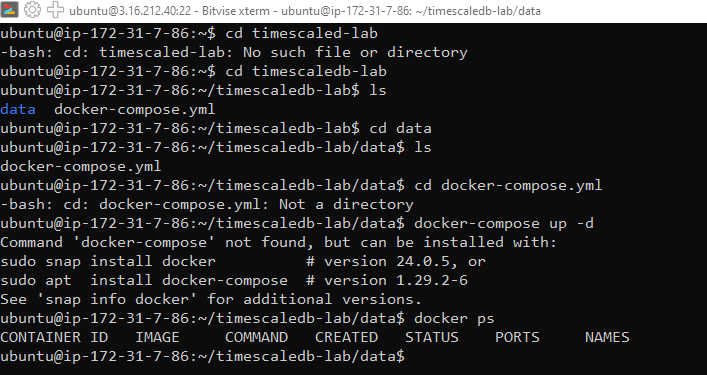 ubuntu@3.16.212.40:22 - Bitvise xterm - ubuntu@ip-172-31-7-86: ~/timescaledb-lab/data
ubuntu@ip-172-31-7-86:~$ cd timescaled-lab
-bash: cd: timescaled-lab: No such file or directory
ubuntu@ip-172-31-7-86:~$ cd timescaledb-lab
ubuntu@ip-172-31-7-86:~/timescaledb-lab$ ls
data  docker-compose.yml
ubuntu@ip-172-31-7-86:~/timescaledb-lab$ cd data
ubuntu@ip-172-31-7-86:~/timescaledb-lab/data$ ls
docker-compose.yml
ubuntu@ip-172-31-7-86:~/timescaledb-lab/data$ cd docker-compose.yml
-bash: cd: docker-compose.yml: Not a directory
ubuntu@ip-172-31-7-86:~/timescaledb-lab/data$ docker-compose up -d
Command 'docker-compose' not found, but can be installed with:
sudo snap install docker          # version 24.0.5, or
sudo apt  install docker-compose  # version 1.29.2-6
See 'snap info docker' for additional versions.
ubuntu@ip-172-31-7-86:~/timescaledb-lab/data$ docker ps
CONTAINER ID   IMAGE     COMMAND   CREATED   STATUS    PORTS     NAMES
ubuntu@ip-172-31-7-86:~/timescaledb-lab/data$